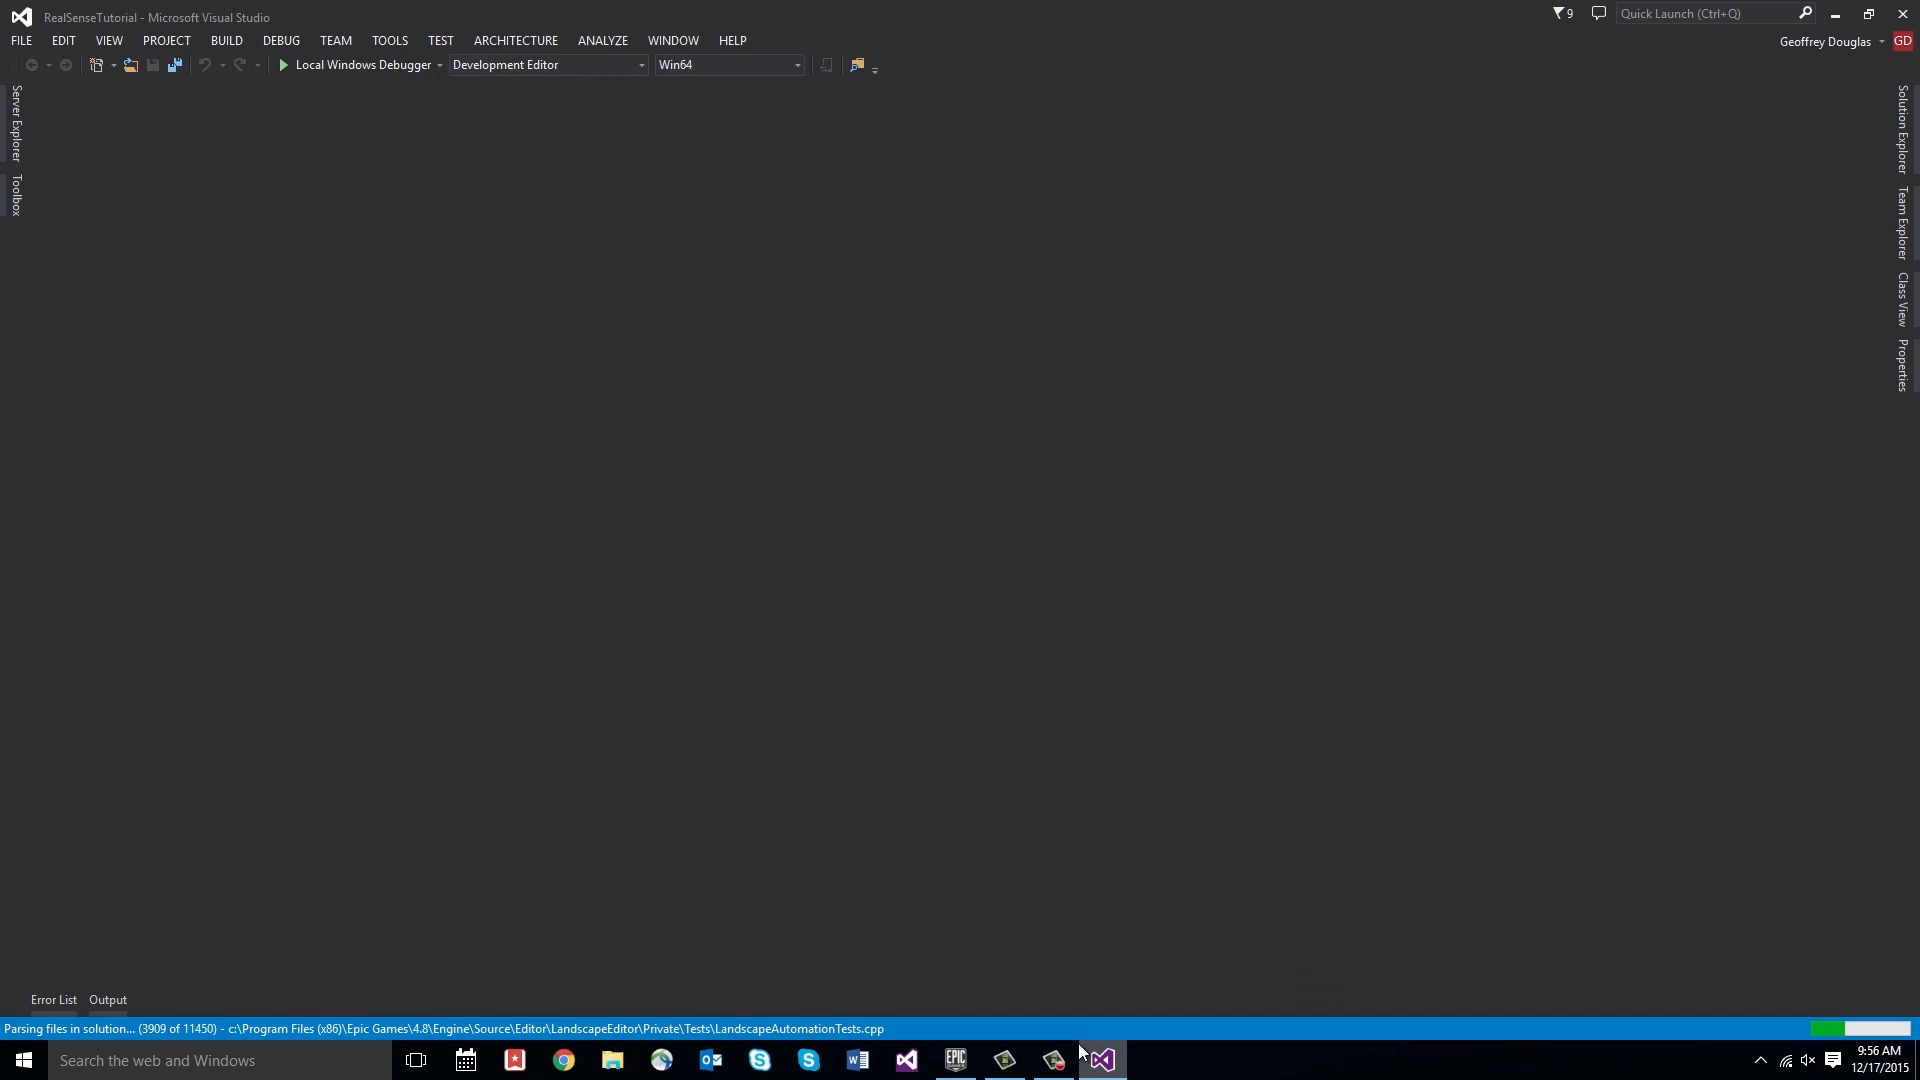 RealSenseTutorial - Microsoft Visual Studio
9
Quick Launch (Ctrl+Q)
FILE EDIT VIEW PROJECT BUILD DEBUG TEAM TOOLS TEST ARCHITECTURE ANALYZE WINDOW HELP
Geoffrey Douglas GD
Local Windows Debugger Development Editor Win64
Server Explorer
Toolbox
Solution Explorer
Team Explorer
Class View
Properties
Error List Output
Parsing files in solution... (3909 of 11450) - c:\Program Files (x86)\Epic Games\4.8\Engine\Source\Editor\LandscapeEditor\Private\Tests\LandscapeAutomationTests.cpp
Search the web and Windows
EPIC
9:56 AM
12/17/2015